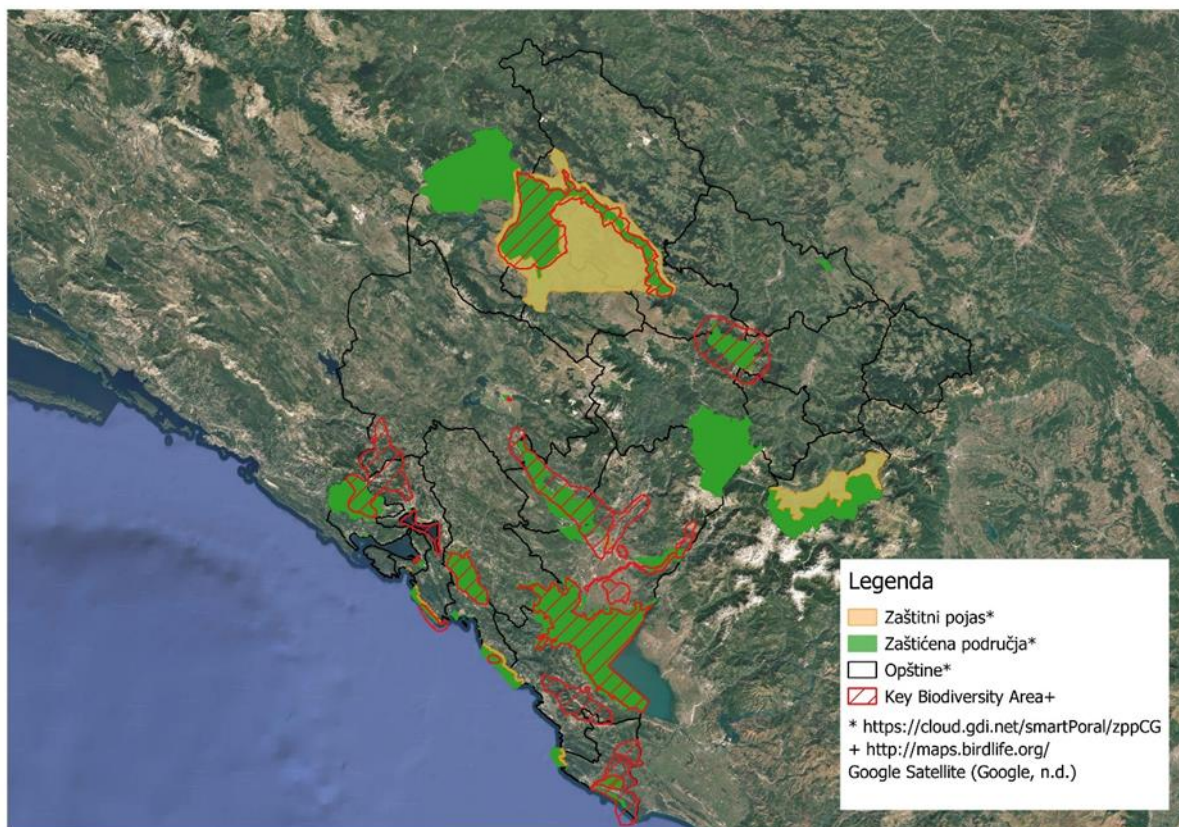 Legenda
Zaštitni pojas*
Zaštićena područja*
Opštine*
Key Biodiversity Area+
* https://cloud.gdi.net/smartPoral/zppCG
+ http://maps.birdlife.org/
Google Satellite (Google, n.d.)